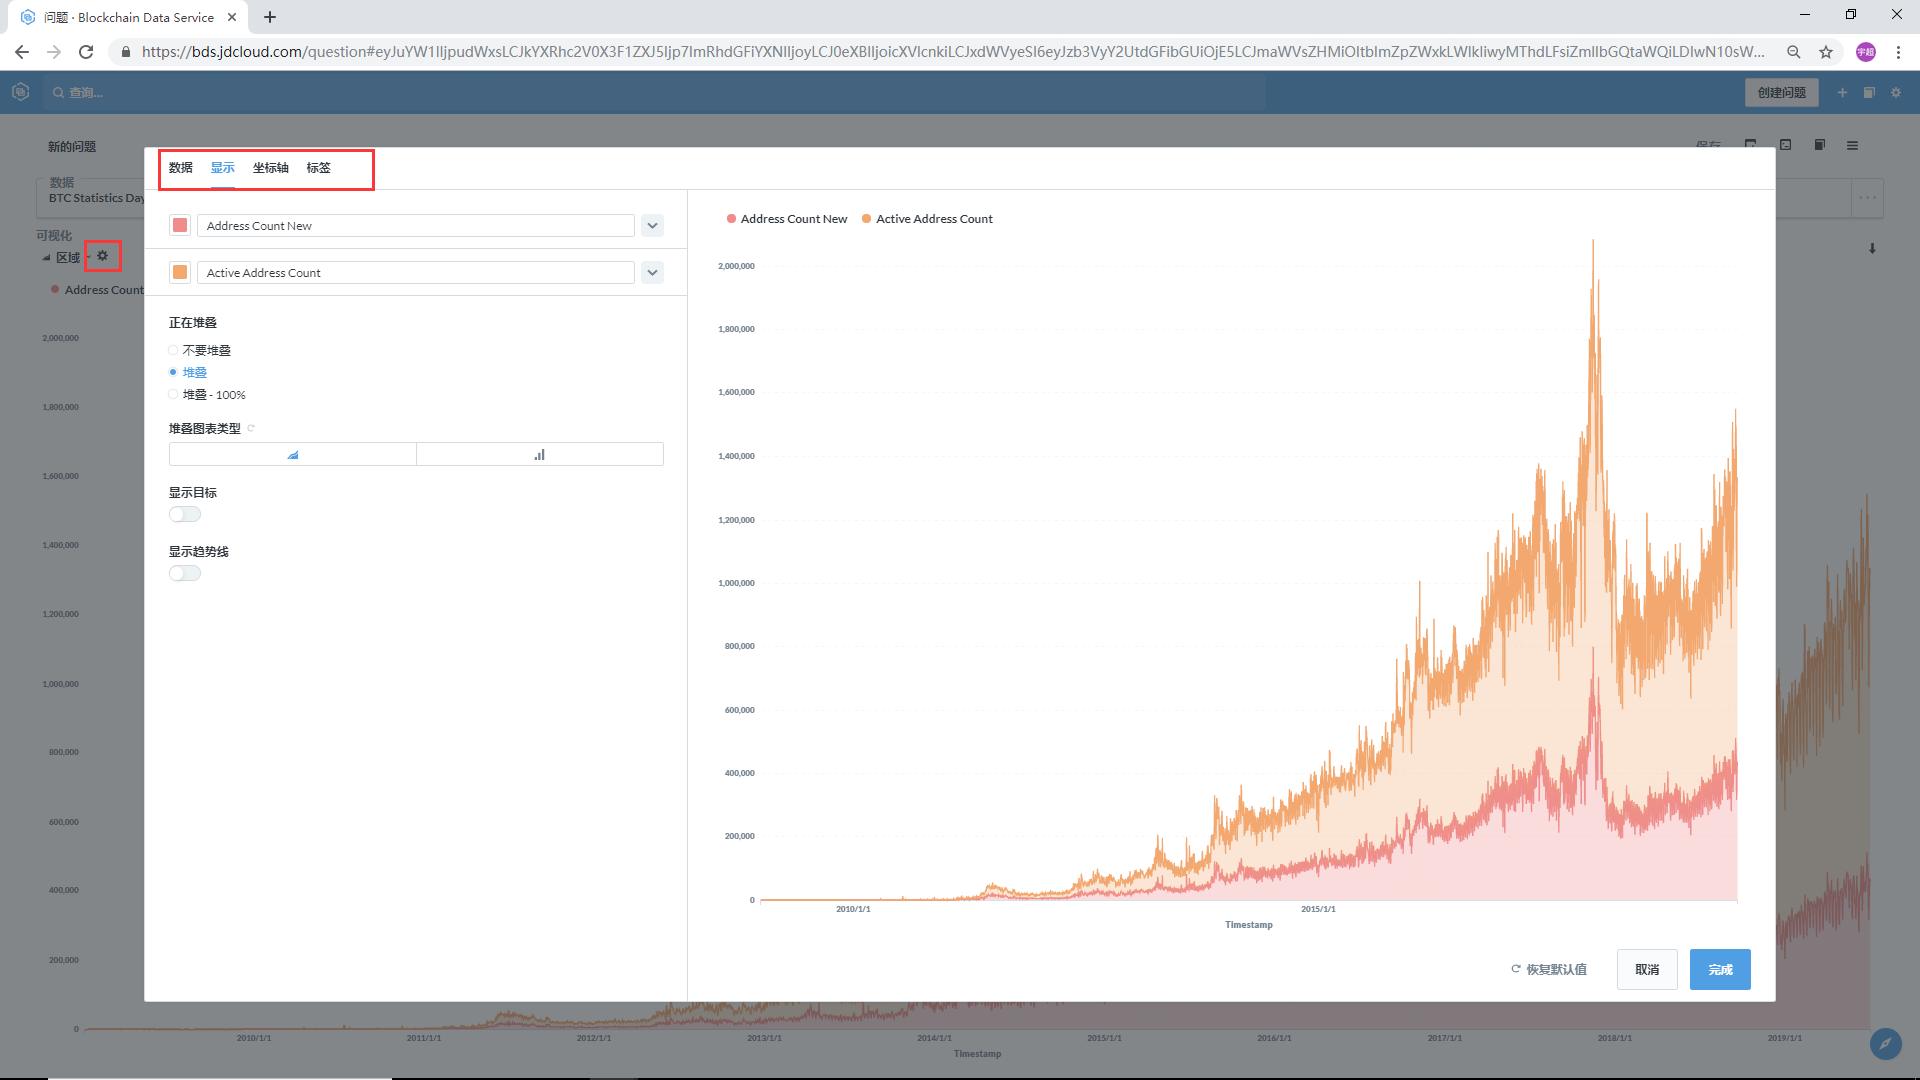 问题 · Blockchain Data Service
查询...
创建问题
新的问题
保存
数据
BTC Statistics Day
可视化
区域
Address Count
2,000,000
1,800,000
1,600,000
1,400,000
1,200,000
1,000,000
800,000
600,000
400,000
200,000
0
2010/1/1
2011/1/1
2012/1/1
2013/1/1
2014/1/1
2015/1/1
2016/1/1
2017/1/1
2018/1/1
2019/1/1
Timestamp
数据 显示 坐标轴 标签
Address Count New
Active Address Count
正在堆叠
不要堆叠
堆叠
堆叠 - 100%
堆叠图表类型
显示目标
显示趋势线
Address Count New Active Address Count
2,000,000
1,800,000
1,600,000
1,400,000
1,200,000
1,000,000
800,000
600,000
400,000
200,000
0
2010/1/1
2015/1/1
Timestamp
恢复默认值
取消
完成